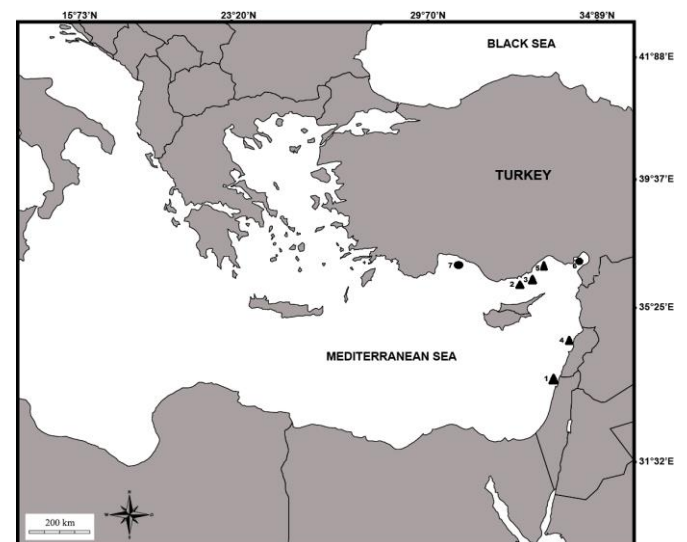 15°73'N 23°20'N 29°70'N 34°89'N
BLACK SEA
41°88'E
TURKEY
39°37'E
7
5
6
3
2
35°25'E
4
MEDITERRANEAN SEA
1
31°32'E
200 km